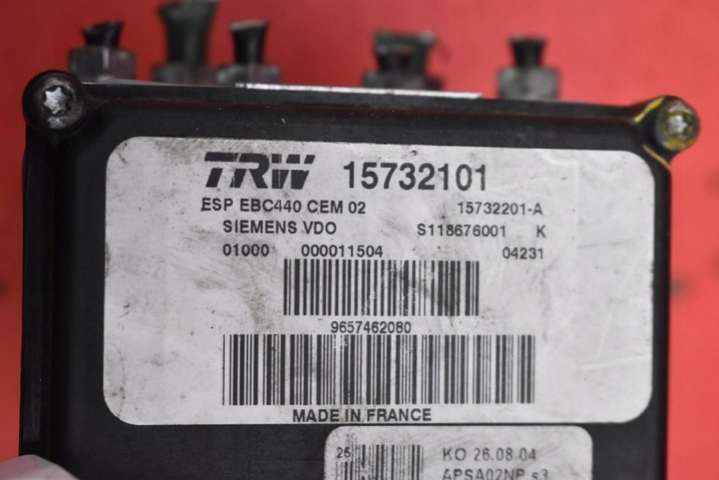 TRW 15732101
ESP EBC440 CEM 02 15732201-A
SIEMENS VDO S118676001 K
01000 000011504 04231
9657462080
MADE IN FRANCE
26 KO 26.08.04
APSA02NP s3